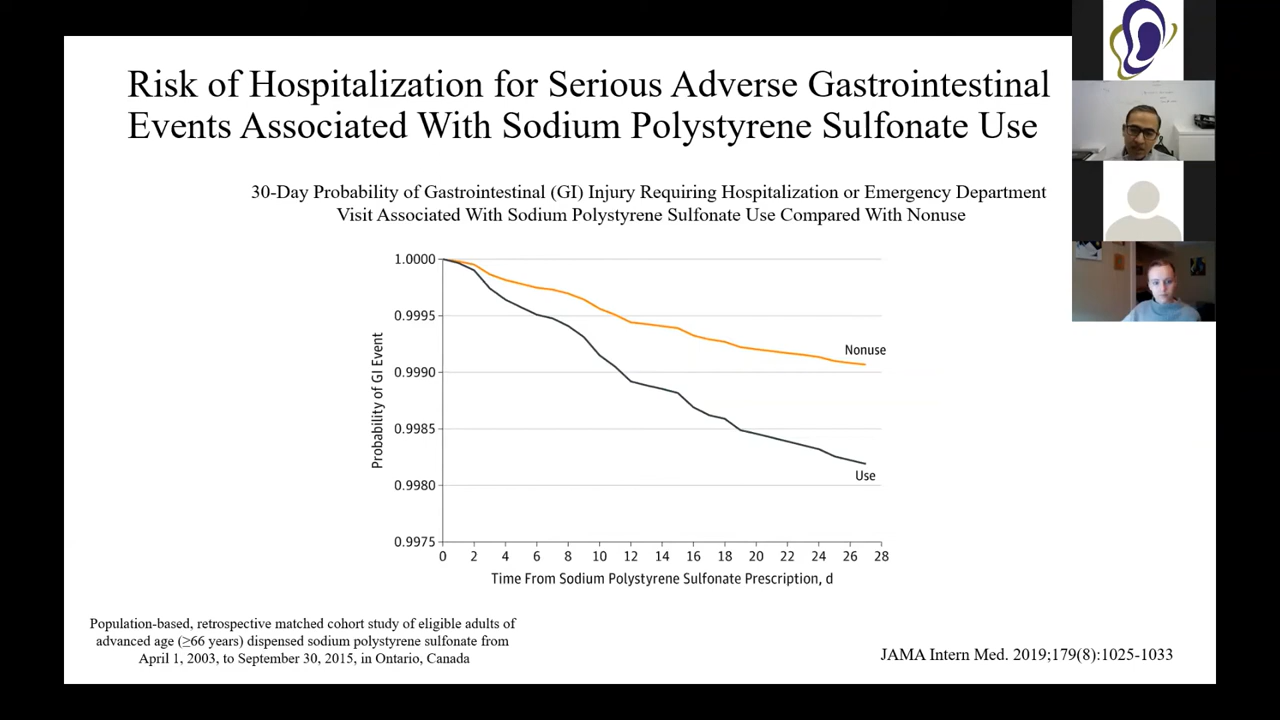 Risk of Hospitalization for Serious Adverse Gastrointestinal
Events Associated With Sodium Polystyrene Sulfonate Use
30-Day Probability of Gastrointestinal (GI) Injury Requiring Hospitalization or Emergency Department
Visit Associated With Sodium Polystyrene Sulfonate Use Compared With Nonuse
1.0000
0.9995
0.9990
0.9985
0.9980
0.9975
Probability of GI Event
Nonuse
Use
0 2 4 6 8 10 12 14 16 18 20 22 24 26 28
Time From Sodium Polystyrene Sulfonate Prescription, d
Population-based, retrospective matched cohort study of eligible adults of
advanced age (≥66 years) dispensed sodium polystyrene sulfonate from
April 1, 2003, to September 30, 2015, in Ontario, Canada
JAMA Intern Med. 2019;179(8):1025-1033